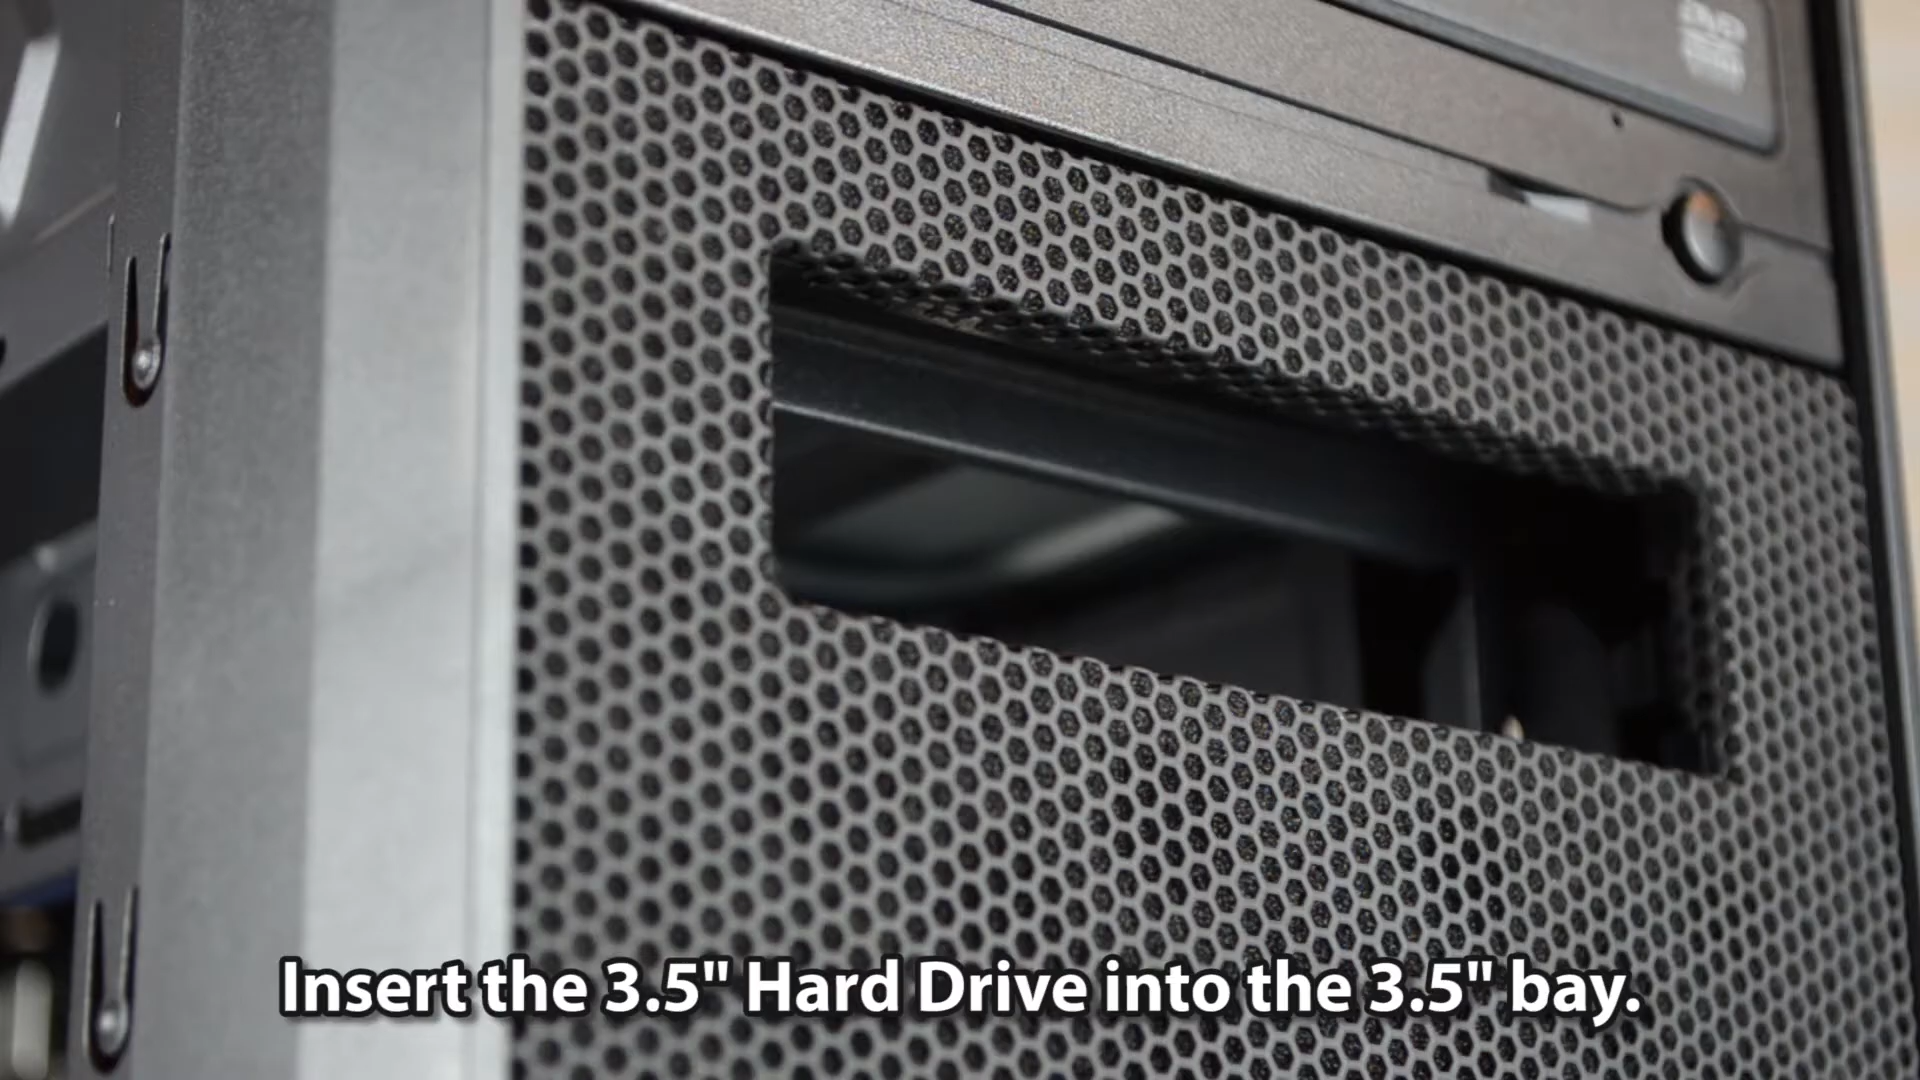 Insert the 3.5" Hard Drive into the 3.5" bay.